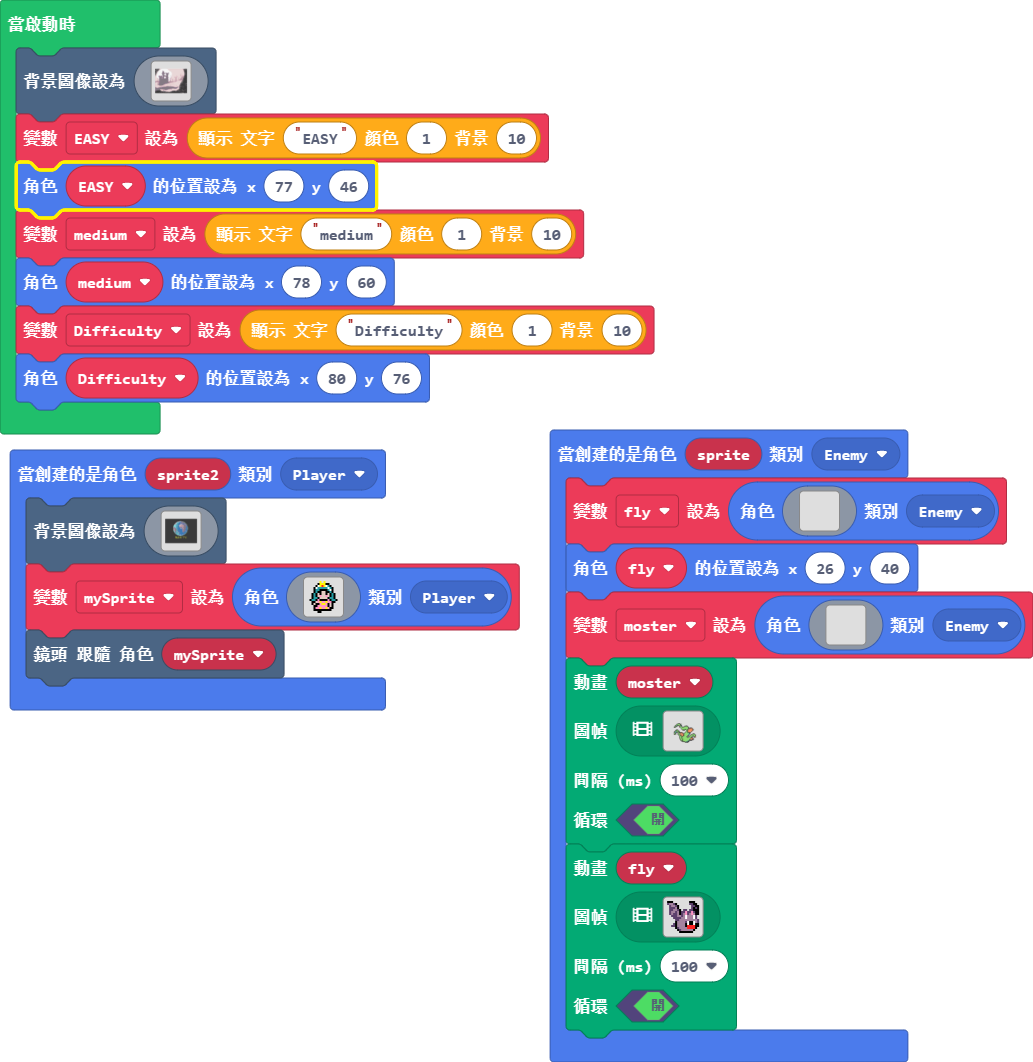 當啟動時
背景圖像設為
變數 EASY 設為 顯示 文字 "EASY" 顏色 1 背景 10
角色 EASY 的位置設為 x 77 y 46
變數 medium 設為 顯示 文字 "medium" 顏色 1 背景 10
角色 medium 的位置設為 x 78 y 60
變數 Difficulty 設為 顯示 文字 "Difficulty" 顏色 1 背景 10
角色 Difficulty 的位置設為 x 80 y 76
當創建的是角色 sprite2 類別 Player
背景圖像設為
變數 mySprite 設為 角色 類別 Player
鏡頭 跟隨 角色 mySprite
當創建的是角色 sprite 類別 Enemy
變數 fly 設為 角色 類別 Enemy
角色 fly 的位置設為 x 26 y 40
變數 moster 設為 角色 類別 Enemy
動畫 moster
圖幀
間隔 (ms) 100
循環 開
動畫 fly
圖幀
間隔 (ms) 100
循環 開